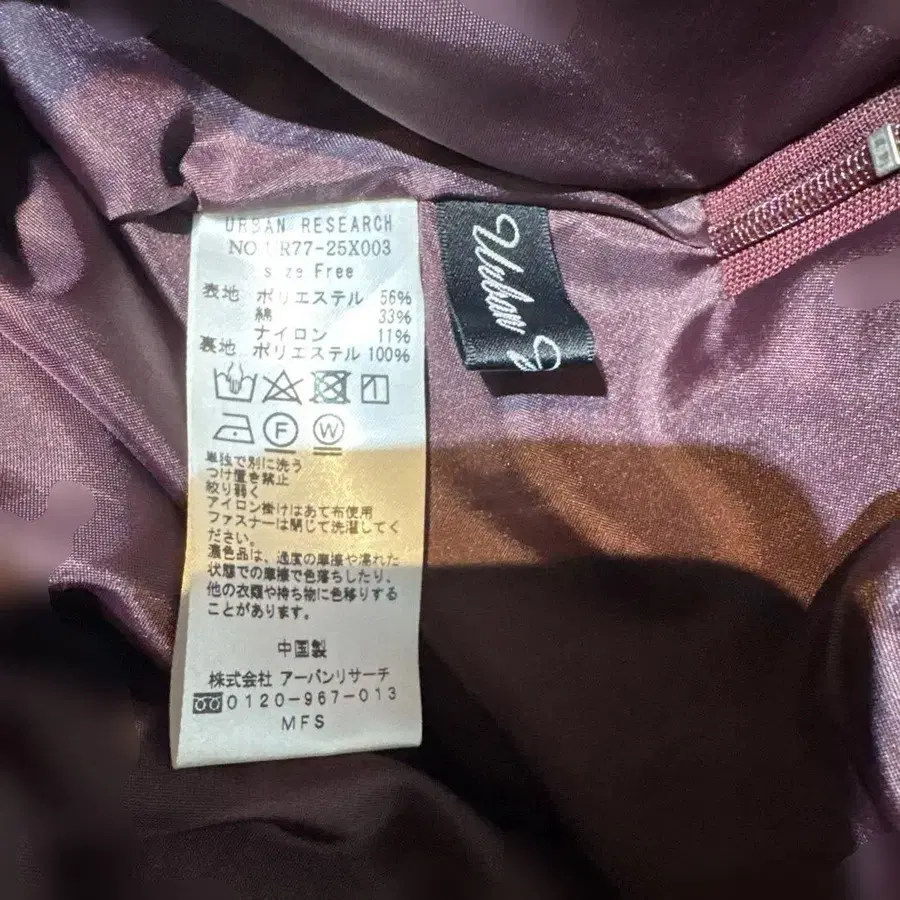 URBAN RESEARCH
NO.UR77-25X003
size Free
表地 ポリエステル 56%
綿 33%
ナイロン 11%
裏地 ポリエステル 100%
F W
単独で別に洗う
つけ置き禁止
絞り弱く
アイロン掛けはあて布使用
ファスナーは閉じて洗濯してく
ださい。
濃色品は、過度の摩擦や濡れた
状態での摩擦で色落ちしたり、
他の衣類や持ち物に色移りする
ことがあります。
中国製
株式会社 アーバンリサーチ
0120-967-013
MFS
Urban